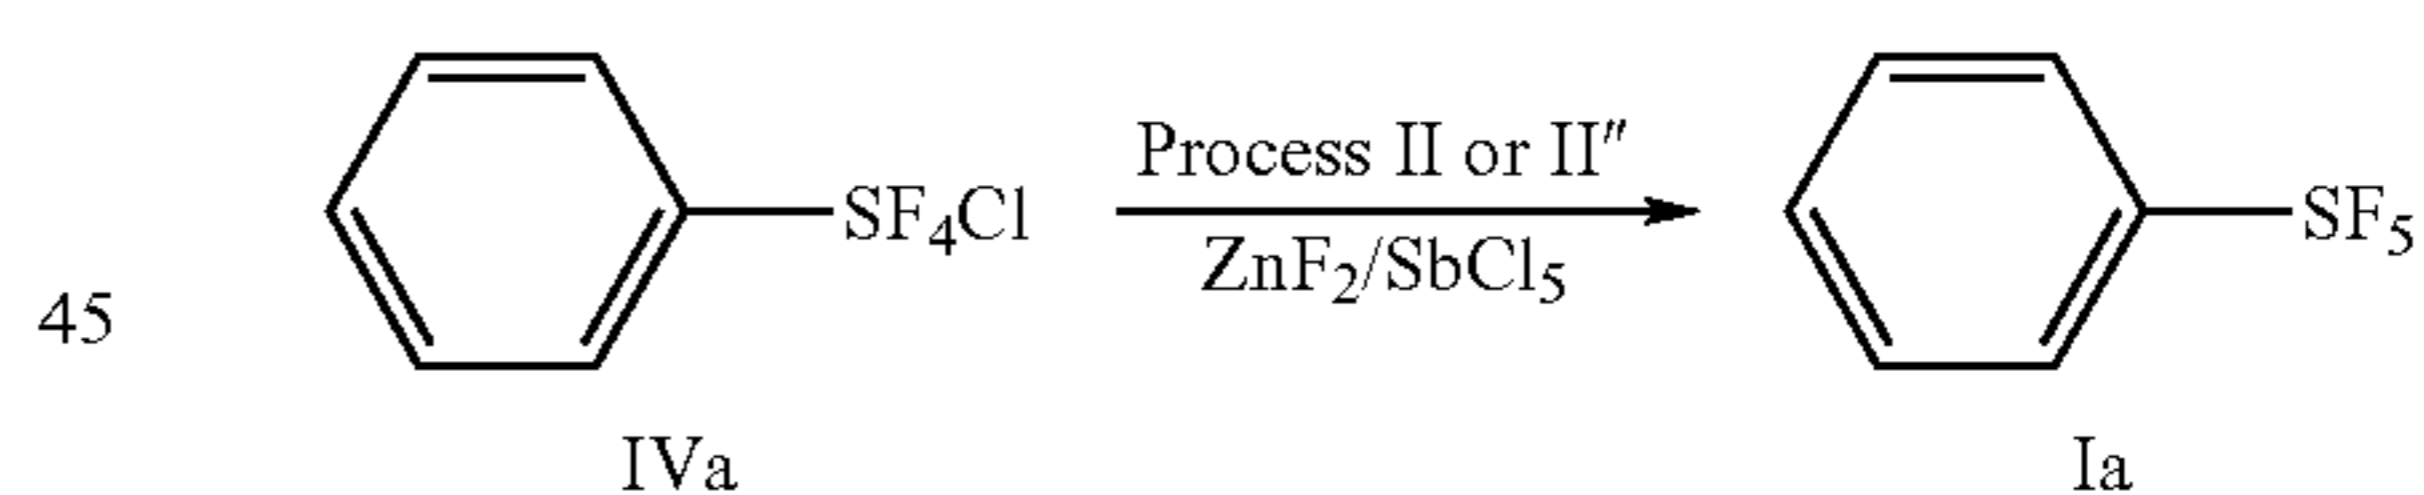 Process II or II″
SF₄Cl
SF₅
ZnF₂/SbCl₅
45
IVa
Ia